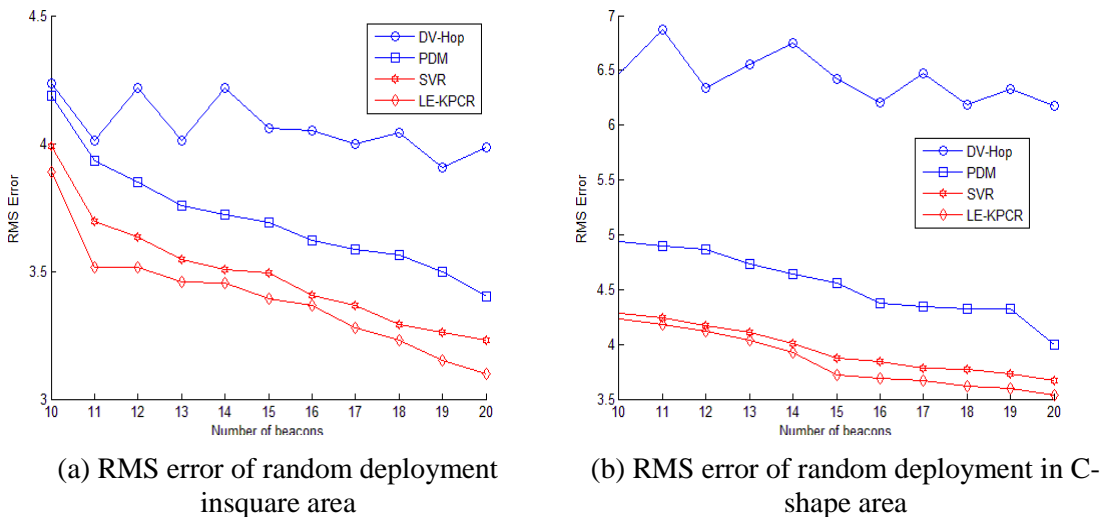 4.5
4
3.5
3
RMS Error
10 11 12 13 14 15 16 17 18 19 20
Number of beacons
DV-Hop
PDM
SVR
LE-KPCR
(a) RMS error of random deployment
insquare area
7
6.5
6
5.5
5
4.5
4
3.5
RMS Error
10 11 12 13 14 15 16 17 18 19 20
Number of beacons
DV-Hop
PDM
SVR
LE-KPCR
(b) RMS error of random deployment in C-
shape area